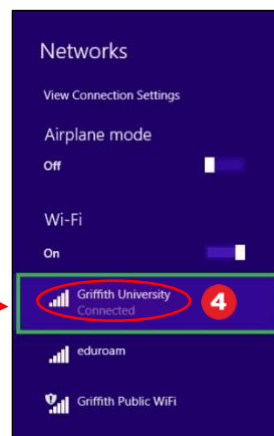 Networks
View Connection Settings
Airplane mode
Off
Wi-Fi
On
Griffith University
Connected
4
eduroam
Griffith Public WiFi